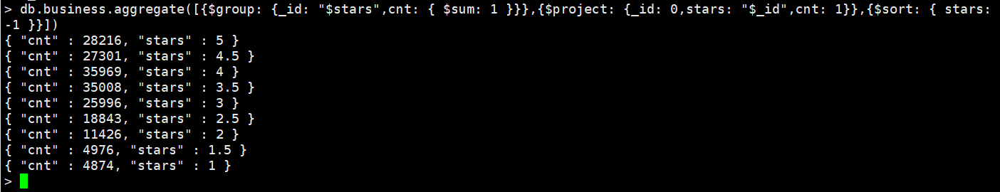 > db.business.aggregate([{$group: {_id: "$stars",cnt: { $sum: 1 }}},{$project: {_id: 0,stars: "$_id",cnt: 1}},{$sort: { stars:
-1 }}])
{ "cnt" : 28216, "stars" : 5 }
{ "cnt" : 27301, "stars" : 4.5 }
{ "cnt" : 35969, "stars" : 4 }
{ "cnt" : 35008, "stars" : 3.5 }
{ "cnt" : 25996, "stars" : 3 }
{ "cnt" : 18843, "stars" : 2.5 }
{ "cnt" : 11426, "stars" : 2 }
{ "cnt" : 4976, "stars" : 1.5 }
{ "cnt" : 4874, "stars" : 1 }
>